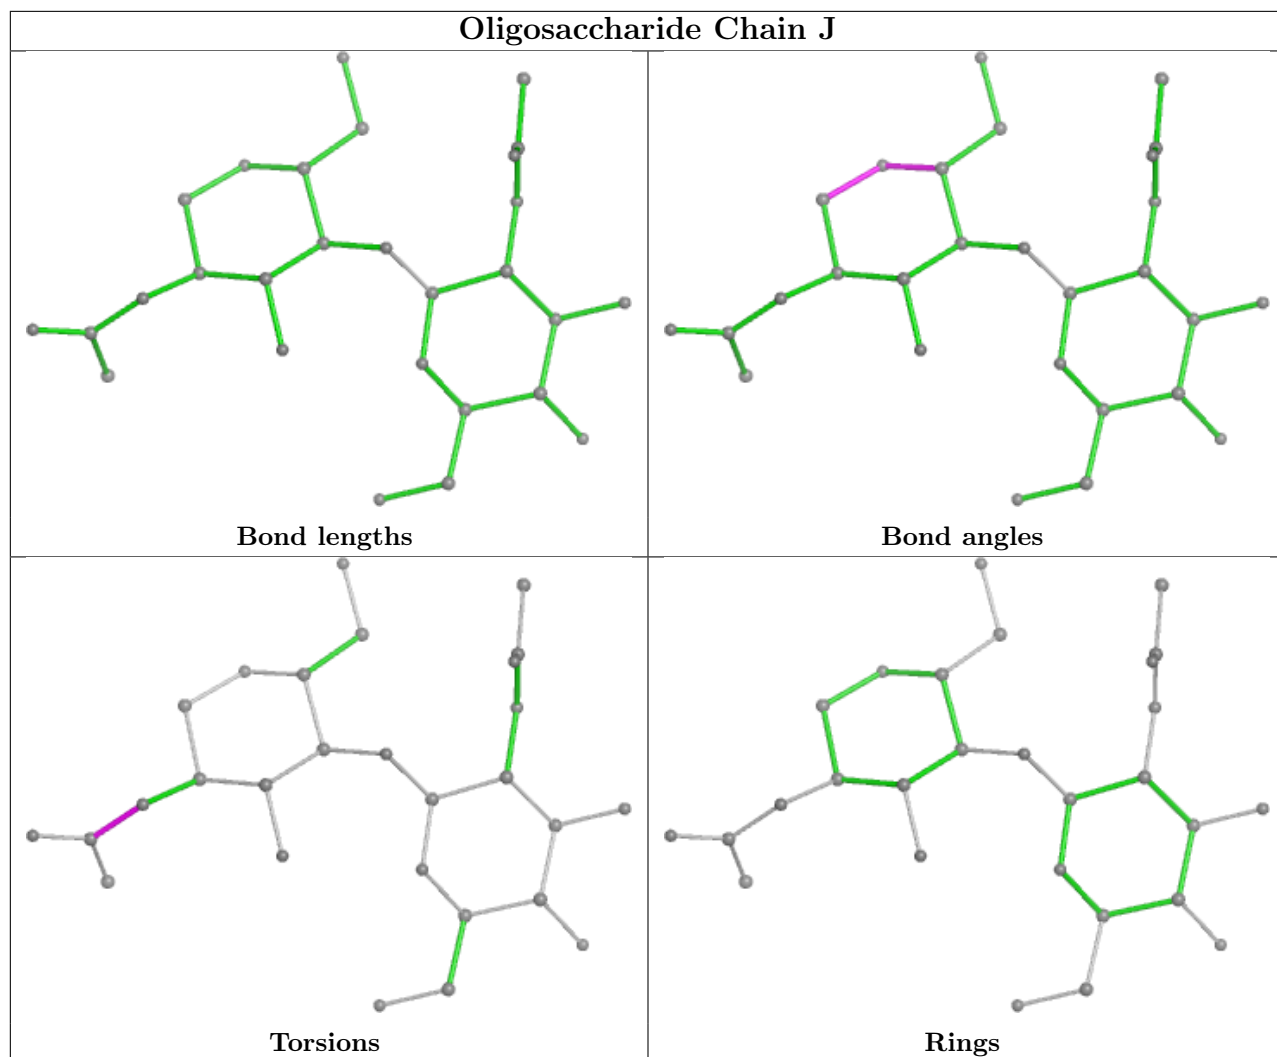 Oligosaccharide Chain J
Bond lengths
Bond angles
Torsions
Rings